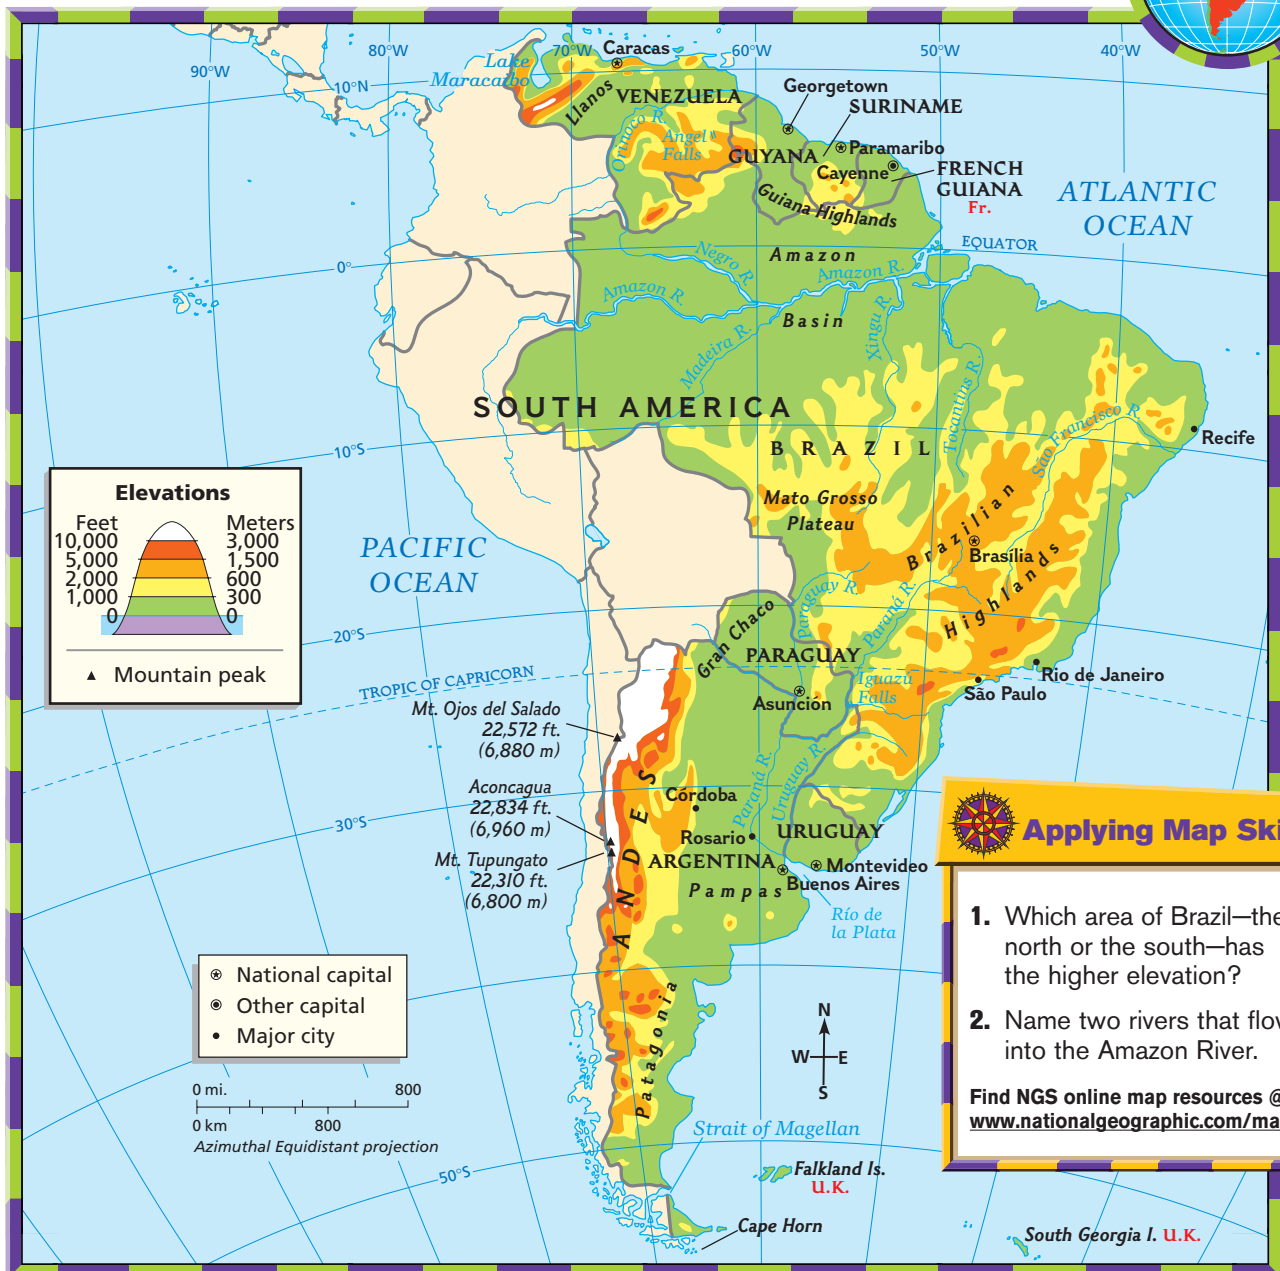 90°W
80°W
70°W
60°W
50°W
40°W
10°N
0°
10°S
20°S
30°S
50°S
Lake
Maracaibo
Caracas
Llanos
VENEZUELA
Orinoco R.
Angel
Falls
Georgetown
SURINAME
GUYANA
Paramaribo
Cayenne
FRENCH
GUIANA
Fr.
Guiana Highlands
ATLANTIC
OCEAN
EQUATOR
Negro R.
Amazon
Amazon R.
Amazon R.
Basin
Madeira R.
Xingu R.
Tocantins R.
São Francisco R.
SOUTH AMERICA
BRAZIL
Recife
Mato Grosso
Plateau
Brazilian
Highlands
Brasília
PACIFIC
OCEAN
Elevations
Feet
Meters
10,000
3,000
5,000
1,500
2,000
600
1,000
300
0
0
Mountain peak
Paraguay R.
Paraná R.
Gran Chaco
PARAGUAY
Asunción
Iguazú
Falls
Rio de Janeiro
São Paulo
TROPIC OF CAPRICORN
Mt. Ojos del Salado
22,572 ft.
(6,880 m)
Aconcagua
22,834 ft.
(6,960 m)
Mt. Tupungato
22,310 ft.
(6,800 m)
ANDES
Córdoba
Paraná R.
Uruguay R.
Rosario
URUGUAY
ARGENTINA
Montevideo
Buenos Aires
Pampas
Río de
la Plata
Patagonia
National capital
Other capital
Major city
0 mi.
800
0 km
800
Azimuthal Equidistant projection
N
W
E
S
Strait of Magellan
Falkland Is.
U.K.
Cape Horn
South Georgia I. U.K.
Applying Map Ski
1. Which area of Brazil—the
north or the south—has
the higher elevation?
2. Name two rivers that flow
into the Amazon River.
Find NGS online map resources @
www.nationalgeographic.com/ma